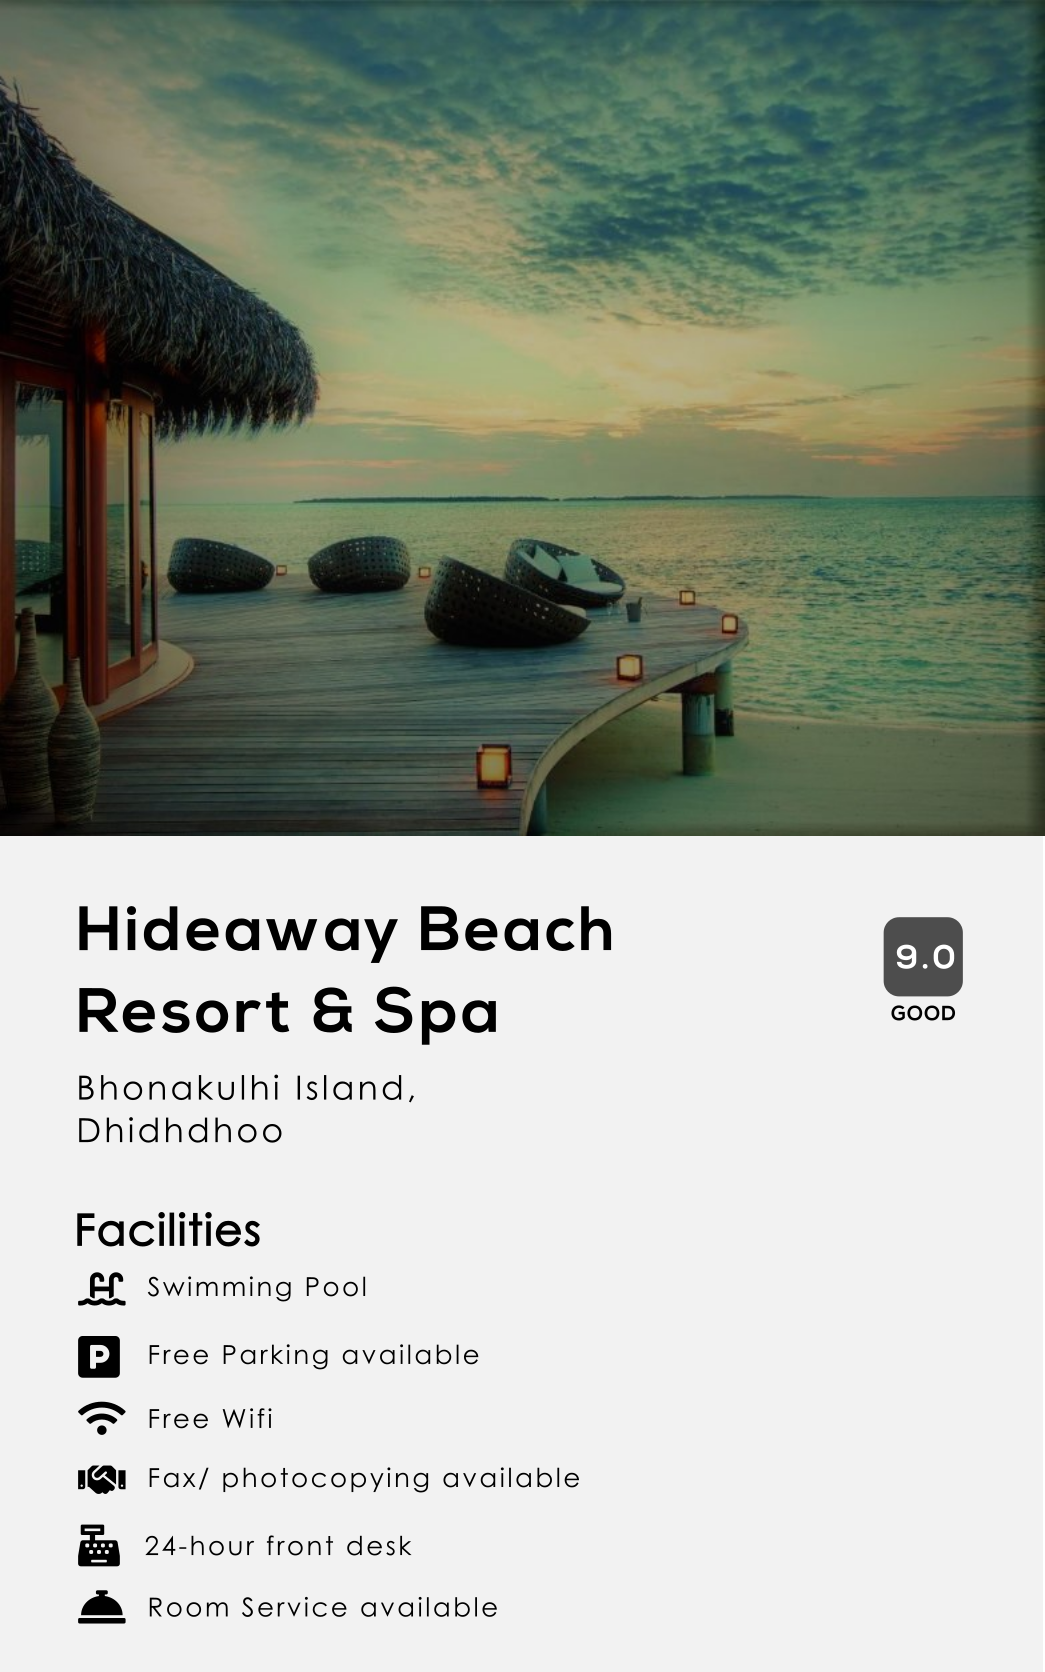 Hideaway Beach
Resort & Spa
9.0
GOOD
Bhonakulhi Island,
Dhidhdhoo
Facilities
Swimming Pool
P
Free Parking available
Free Wifi
Fax/ photocopying available
24-hour front desk
Room Service available